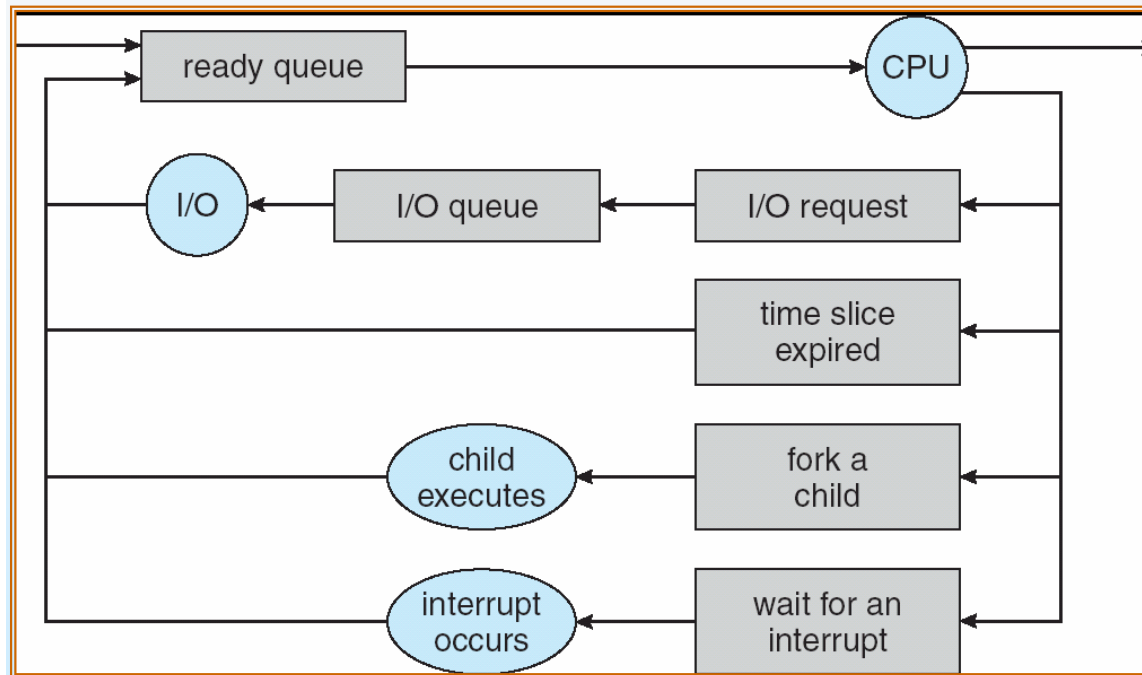 ready queue
CPU
I/O
I/O queue
I/O request
time slice
expired
child
executes
fork a
child
interrupt
occurs
wait for an
interrupt